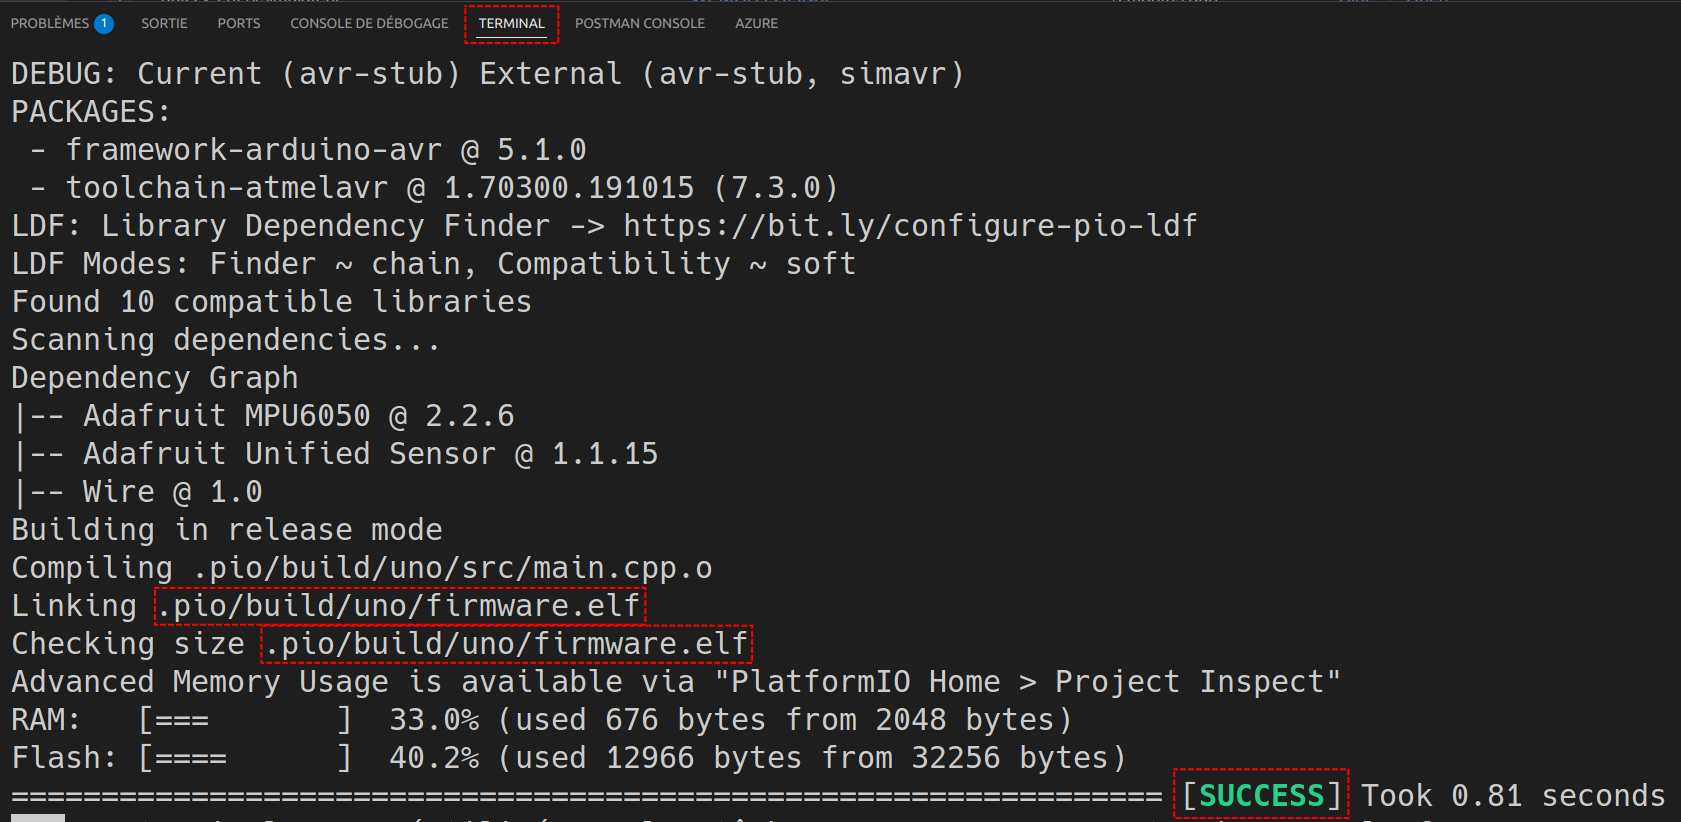 PROBLÈMES 1 SORTIE PORTS CONSOLE DE DÉBOGAGE TERMINAL POSTMAN CONSOLE AZURE
DEBUG: Current (avr-stub) External (avr-stub, simavr)
PACKAGES:
 - framework-arduino-avr @ 5.1.0
 - toolchain-atmelavr @ 1.70300.191015 (7.3.0)
LDF: Library Dependency Finder -> https://bit.ly/configure-pio-ldf
LDF Modes: Finder ~ chain, Compatibility ~ soft
Found 10 compatible libraries
Scanning dependencies...
Dependency Graph
|-- Adafruit MPU6050 @ 2.2.6
|-- Adafruit Unified Sensor @ 1.1.15
|-- Wire @ 1.0
Building in release mode
Compiling .pio/build/uno/src/main.cpp.o
Linking .pio/build/uno/firmware.elf
Checking size .pio/build/uno/firmware.elf
Advanced Memory Usage is available via "PlatformIO Home > Project Inspect"
RAM:   [===       ]  33.0% (used 676 bytes from 2048 bytes)
Flash: [====      ]  40.2% (used 12966 bytes from 32256 bytes)
================================================================ [SUCCESS] Took 0.81 seconds